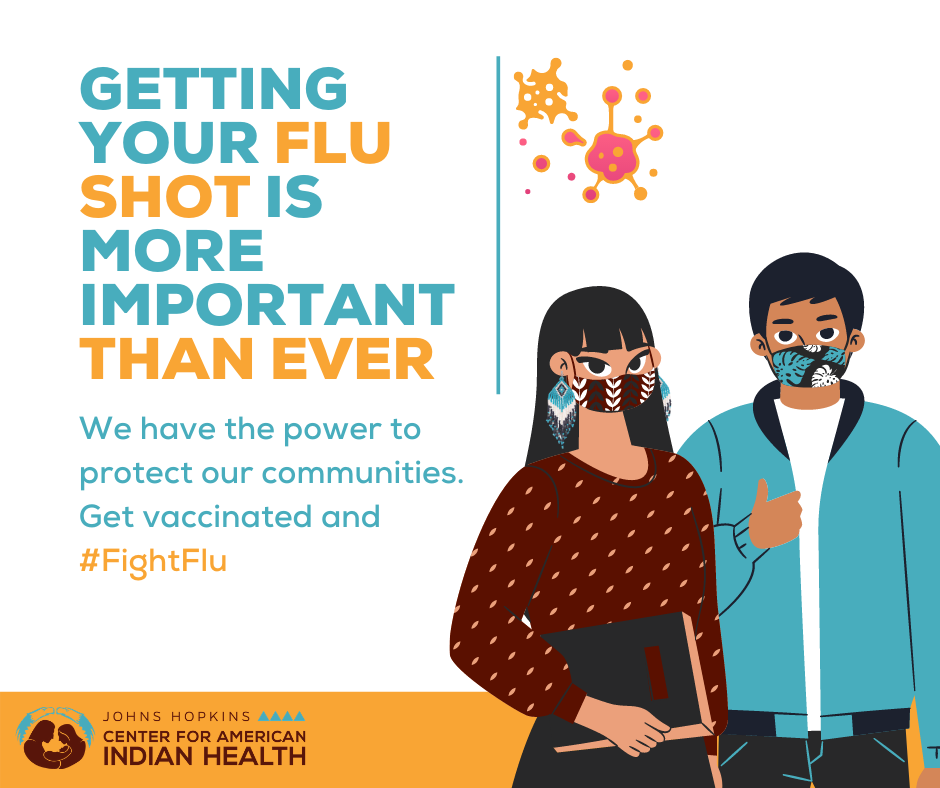 GETTING
YOUR FLU
SHOT IS
MORE
IMPORTANT
THAN EVER
We have the power to
protect our communities.
Get vaccinated and
#FightFlu
JOHNS HOPKINS
CENTER FOR AMERICAN
INDIAN HEALTH